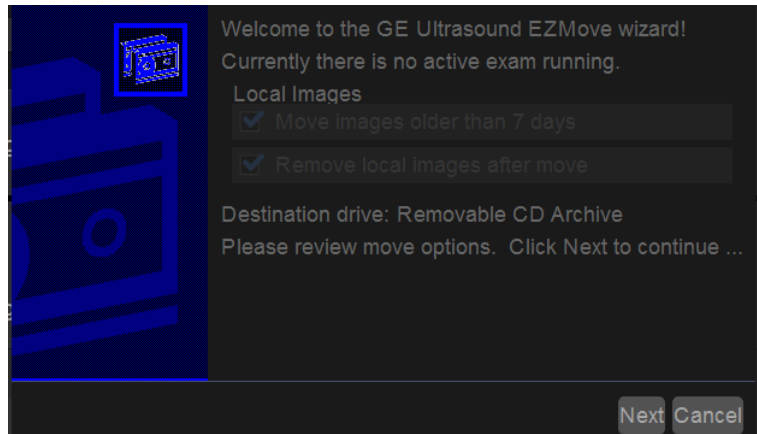 Welcome to the GE Ultrasound EZMove wizard!
Currently there is no active exam running.
Local Images
Move images older than 7 days
Remove local images after move
Destination drive: Removable CD Archive
Please review move options.  Click Next to continue ...
Next Cancel